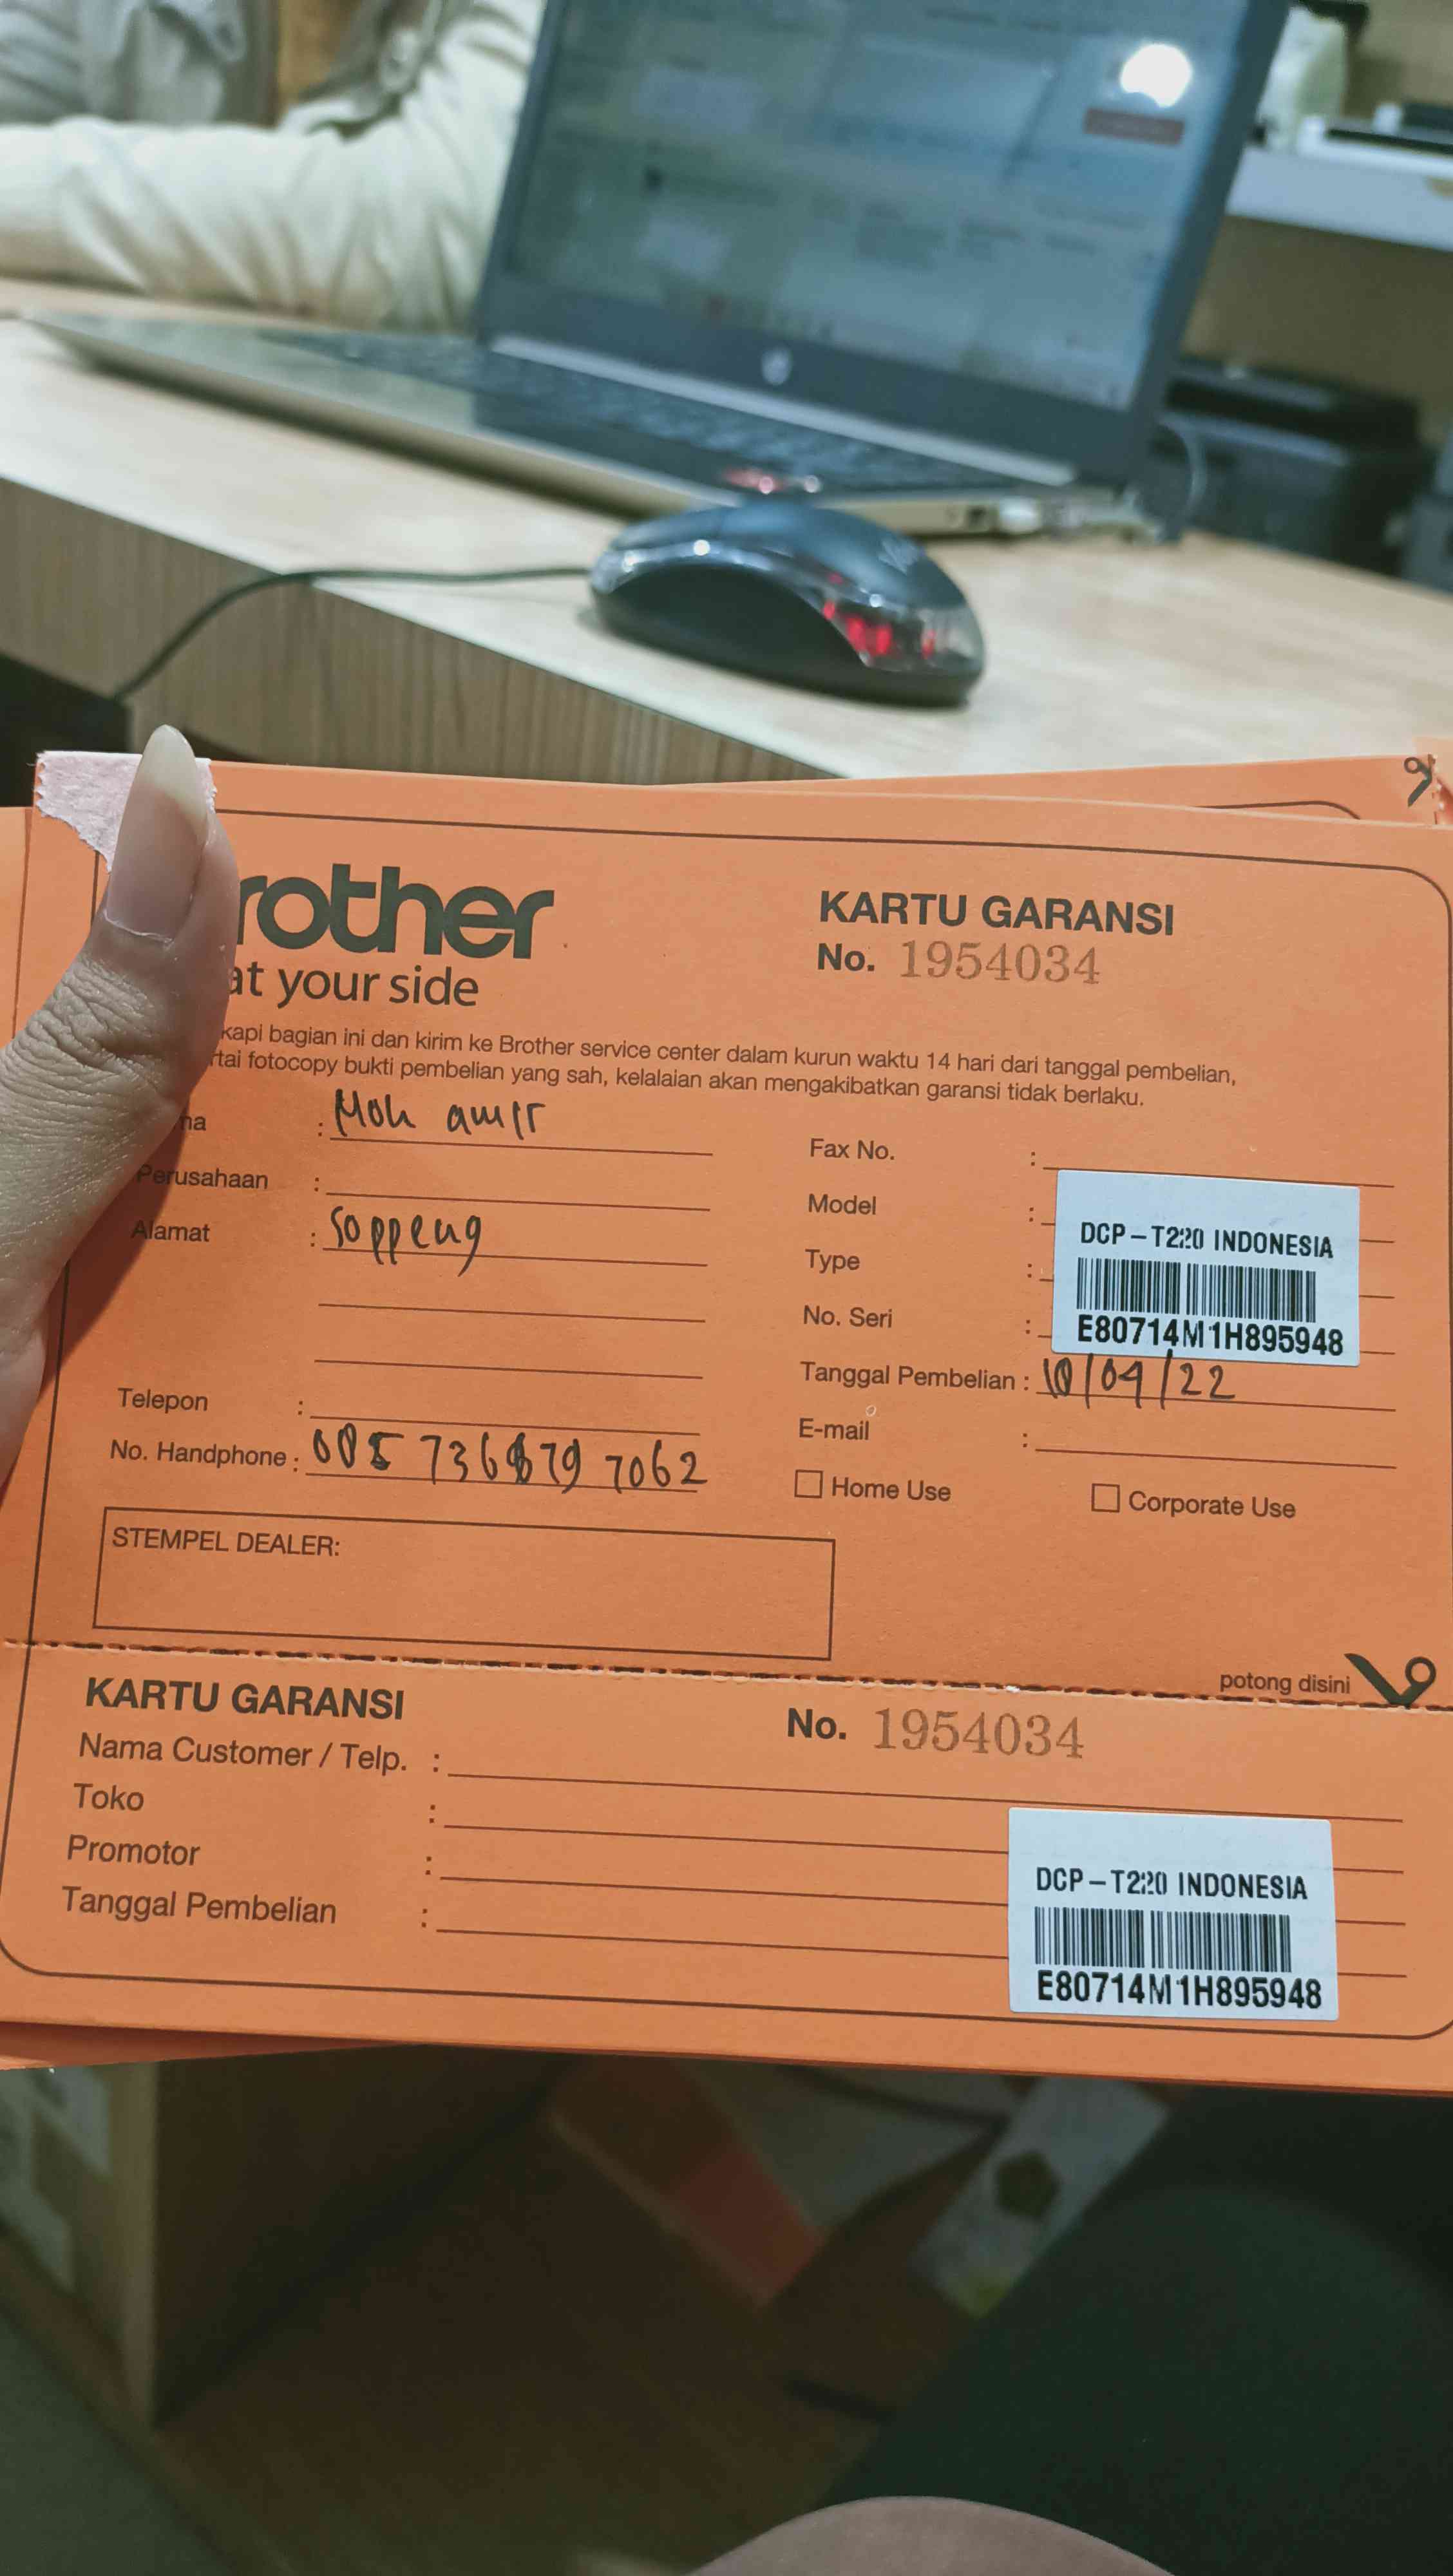 rother
at your side
KARTU GARANSI
No. 1954034
kapi bagian ini dan kirim ke Brother service center dalam kurun waktu 14 hari dari tanggal pembelian,
rtai fotocopy bukti pembelian yang sah, kelalaian akan mengakibatkan garansi tidak berlaku.
na : Moh amir
Perusahaan :
Alamat : Soppeng
Telepon :
No. Handphone :
Fax No. :
Model :
Type :
No. Seri :
DCP-T220 INDONESIA
E80714M1H895948
Tanggal Pembelian : 10/04/22
E-mail :
Home Use
Corporate Use
STEMPEL DEALER:
potong disini
KARTU GARANSI
No. 1954034
Nama Customer / Telp. :
Toko :
Promotor :
Tanggal Pembelian :
DCP-T220 INDONESIA
E80714M1H895948